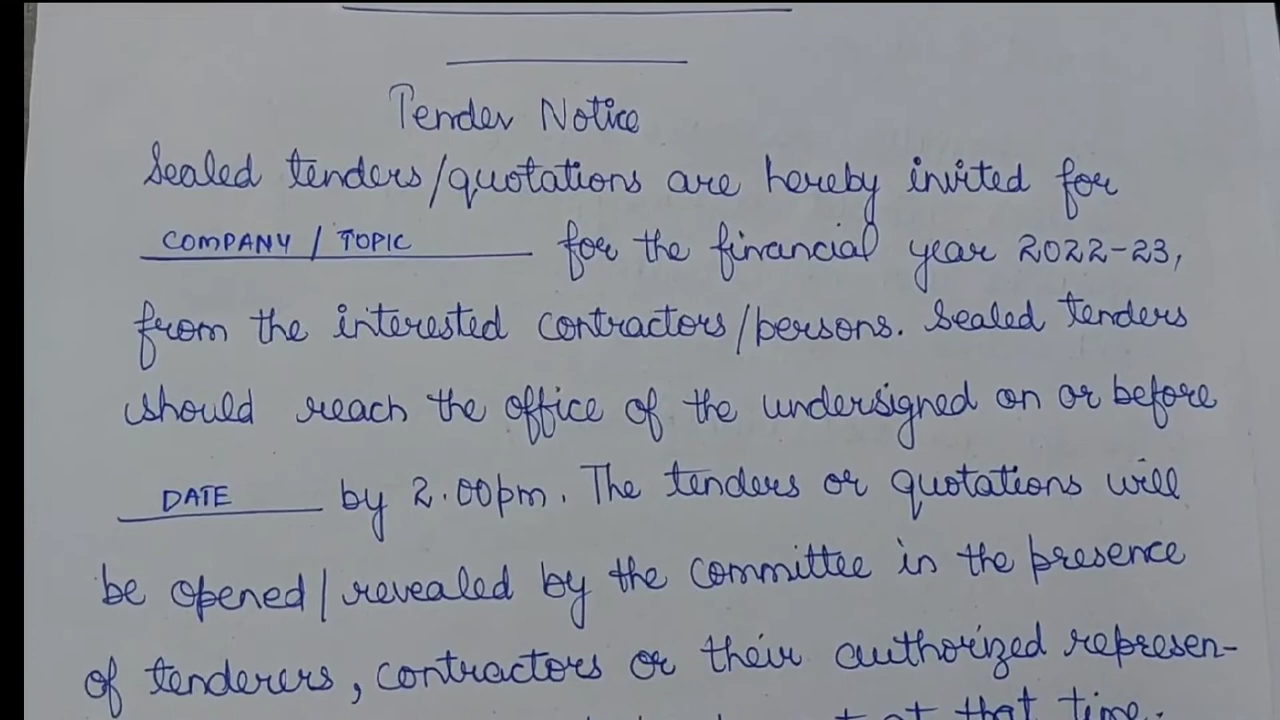 Tender Notice
Sealed tenders/quotations are hereby invited for
COMPANY / TOPIC for the financial year 2022-23,
from the interested contractors/persons. Sealed tenders
should reach the office of the undersigned on or before
DATE by 2.00pm. The tenders or quotations will
be opened/revealed by the committee in the presence
of tenderers, contractors or their authorized represen-
at that time.